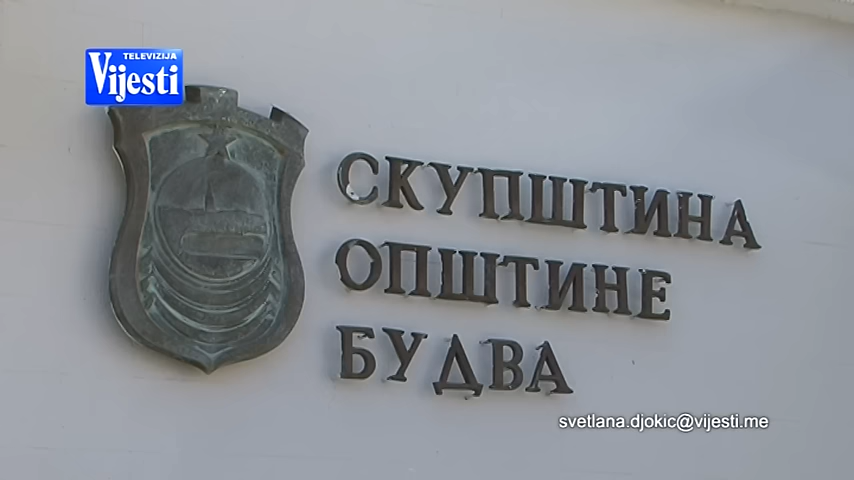 TELEVIZIJA
Vijesti
СКУПШТИНА
ОПШТИНЕ
БУДВА
svetlana.djokic@vijesti.me